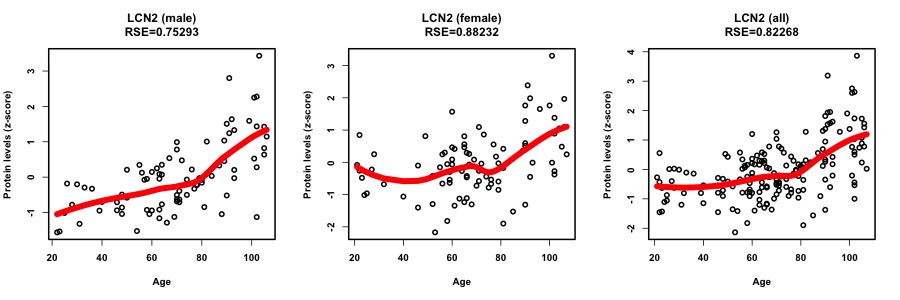 LCN2 (male)
RSE=0.75293
Protein levels (z-score)
3
2
1
0
-1
20 40 60 80 100
Age
LCN2 (female)
RSE=0.88232
Protein levels (z-score)
3
2
1
0
-1
-2
20 40 60 80 100
Age
LCN2 (all)
RSE=0.82268
Protein levels (z-score)
4
3
2
1
0
-1
-2
20 40 60 80 100
Age